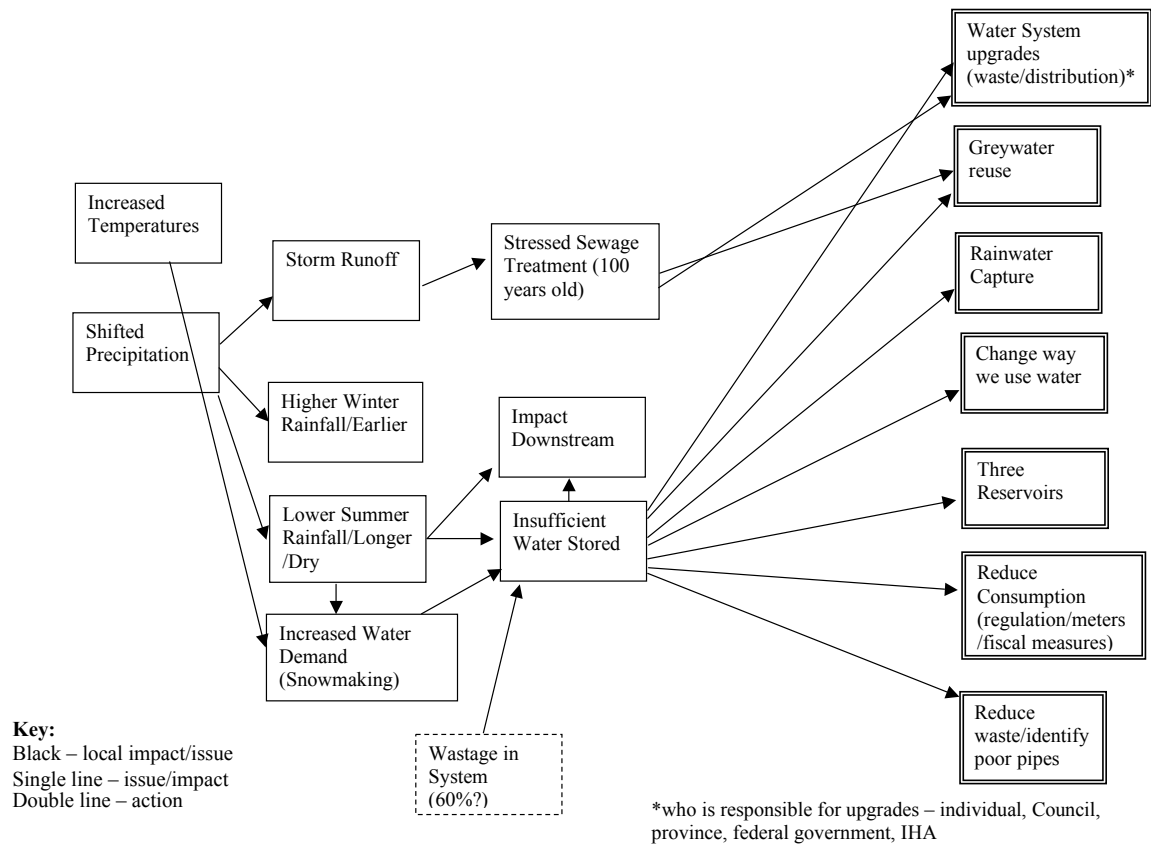 Water System
upgrades
(waste/distribution)*
Greywater
reuse
Increased
Temperatures
Storm Runoff
Stressed Sewage
Treatment (100
years old)
Rainwater
Capture
Shifted
Precipitation
Change way
we use water
Higher Winter
Rainfall/Earlier
Impact
Downstream
Three
Reservoirs
Lower Summer
Rainfall/Longer
/Dry
Insufficient
Water Stored
Reduce
Consumption
(regulation/meters
/fiscal measures)
Increased Water
Demand
(Snowmaking)
Reduce
waste/identify
poor pipes
Wastage in
System
(60%?)
Key:
Black – local impact/issue
Single line – issue/impact
Double line – action
*who is responsible for upgrades – individual, Council,
province, federal government, IHA